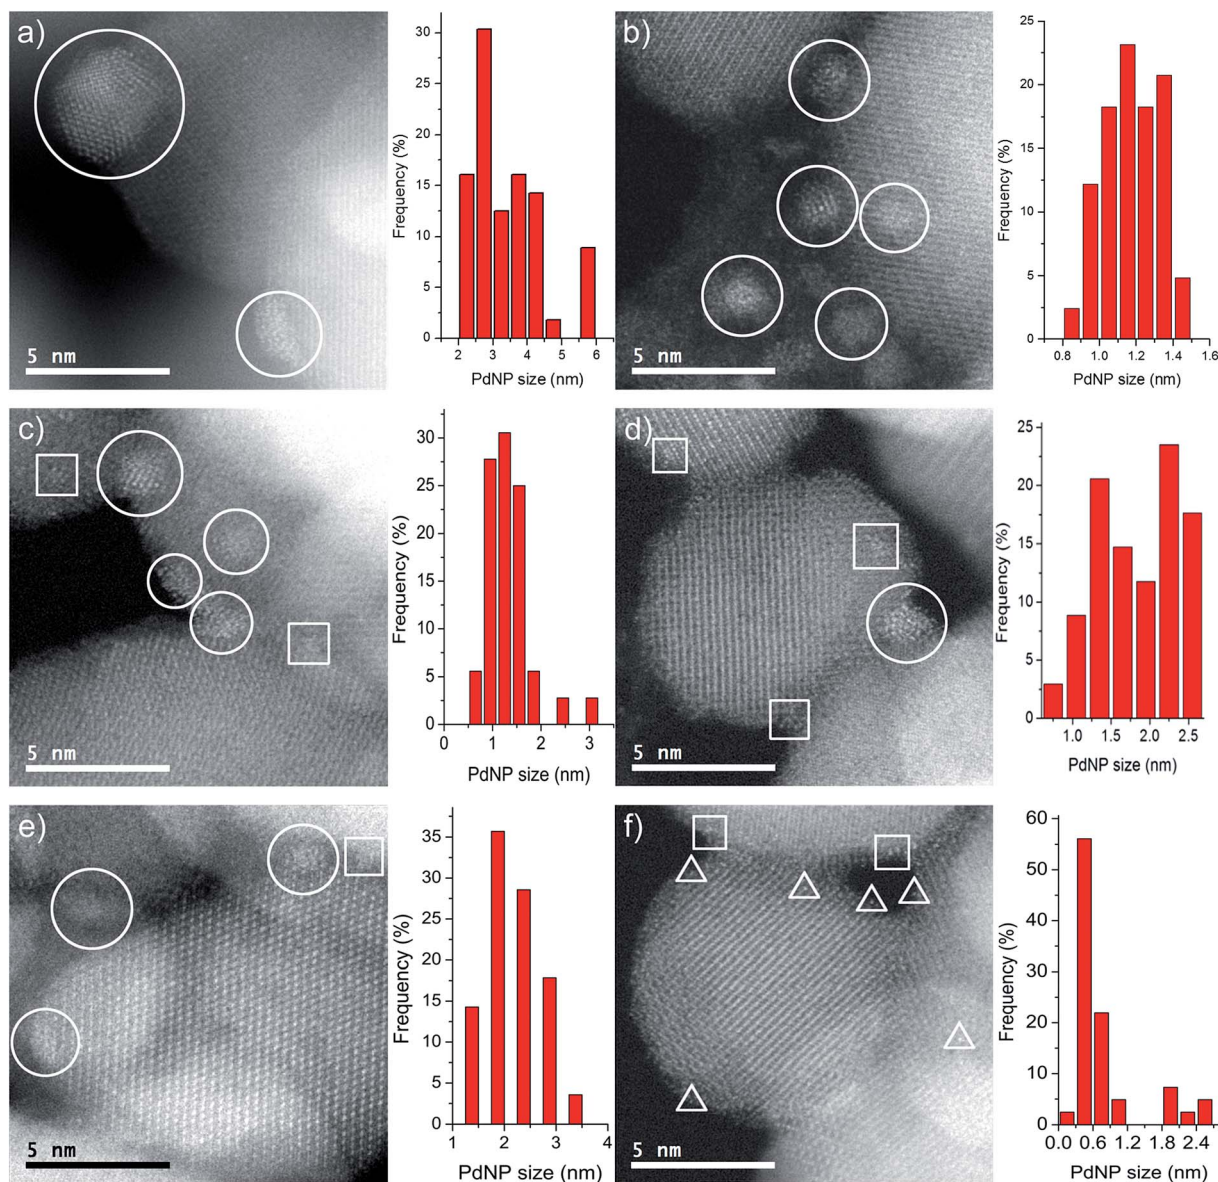 a)
5 nm
Frequency (%)
30
25
20
15
10
5
0
2 3 4 5 6
PdNP size (nm)
b)
5 nm
Frequency (%)
25
20
15
10
5
0
0.8 1.0 1.2 1.4 1.6
PdNP size (nm)
c)
5 nm
Frequency (%)
30
25
20
15
10
5
0
0 1 2 3
PdNP size (nm)
d)
5 nm
Frequency (%)
25
20
15
10
5
0
1.0 1.5 2.0 2.5
PdNP size (nm)
e)
5 nm
Frequency (%)
35
30
25
20
15
10
5
0
1 2 3 4
PdNP size (nm)
f)
5 nm
Frequency (%)
60
50
40
30
20
10
0
0.0 0.6 1.2 1.8 2.4
PdNP size (nm)